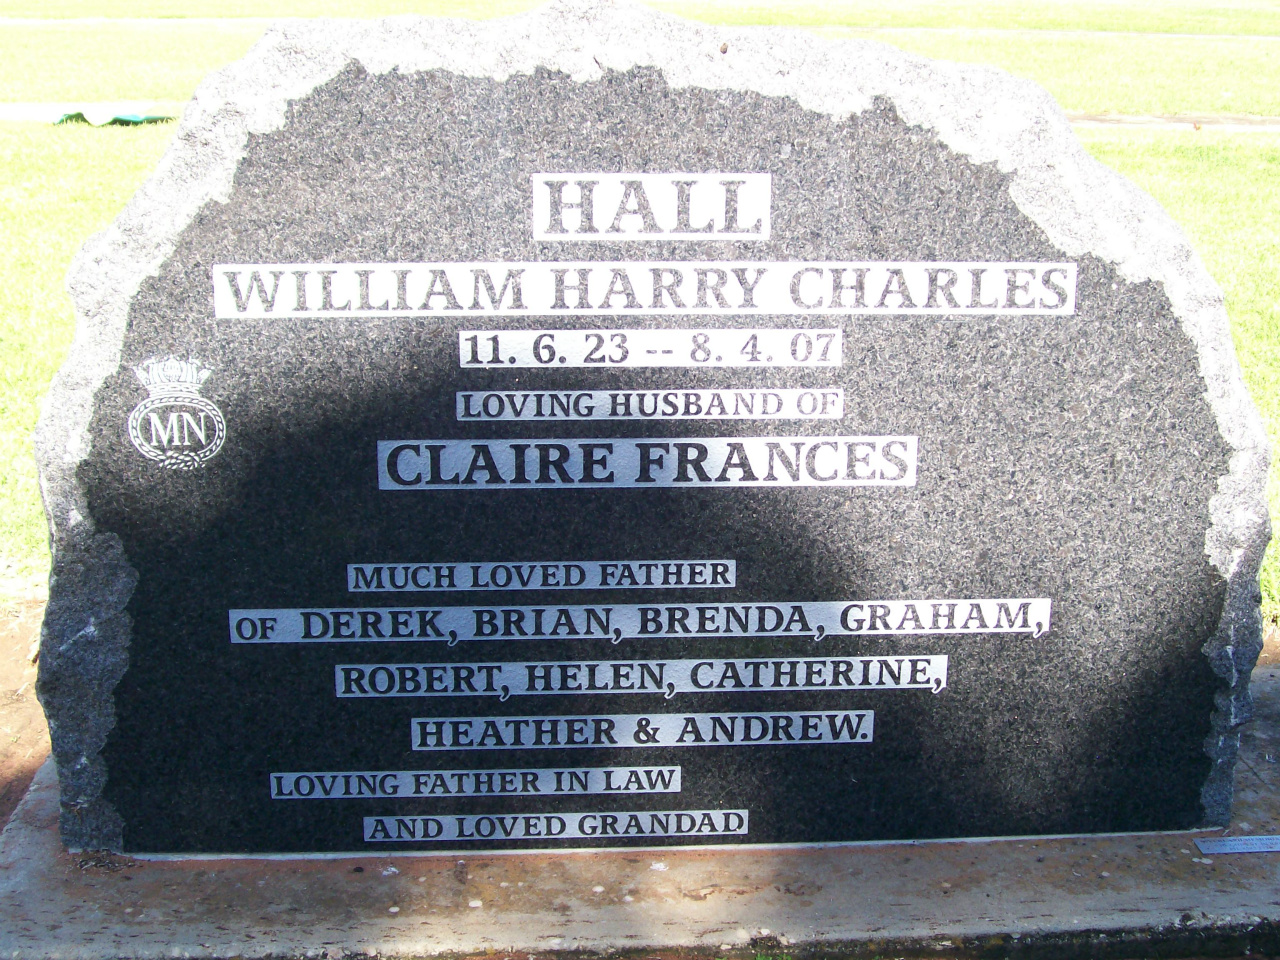 HALL
WILLIAM HARRY CHARLES
11. 6. 23 -- 8. 4. 07
LOVING HUSBAND OF
MN
CLAIRE FRANCES
MUCH LOVED FATHER
OF DEREK, BRIAN, BRENDA, GRAHAM,
ROBERT, HELEN, CATHERINE,
HEATHER & ANDREW.
LOVING FATHER IN LAW
AND LOVED GRANDAD